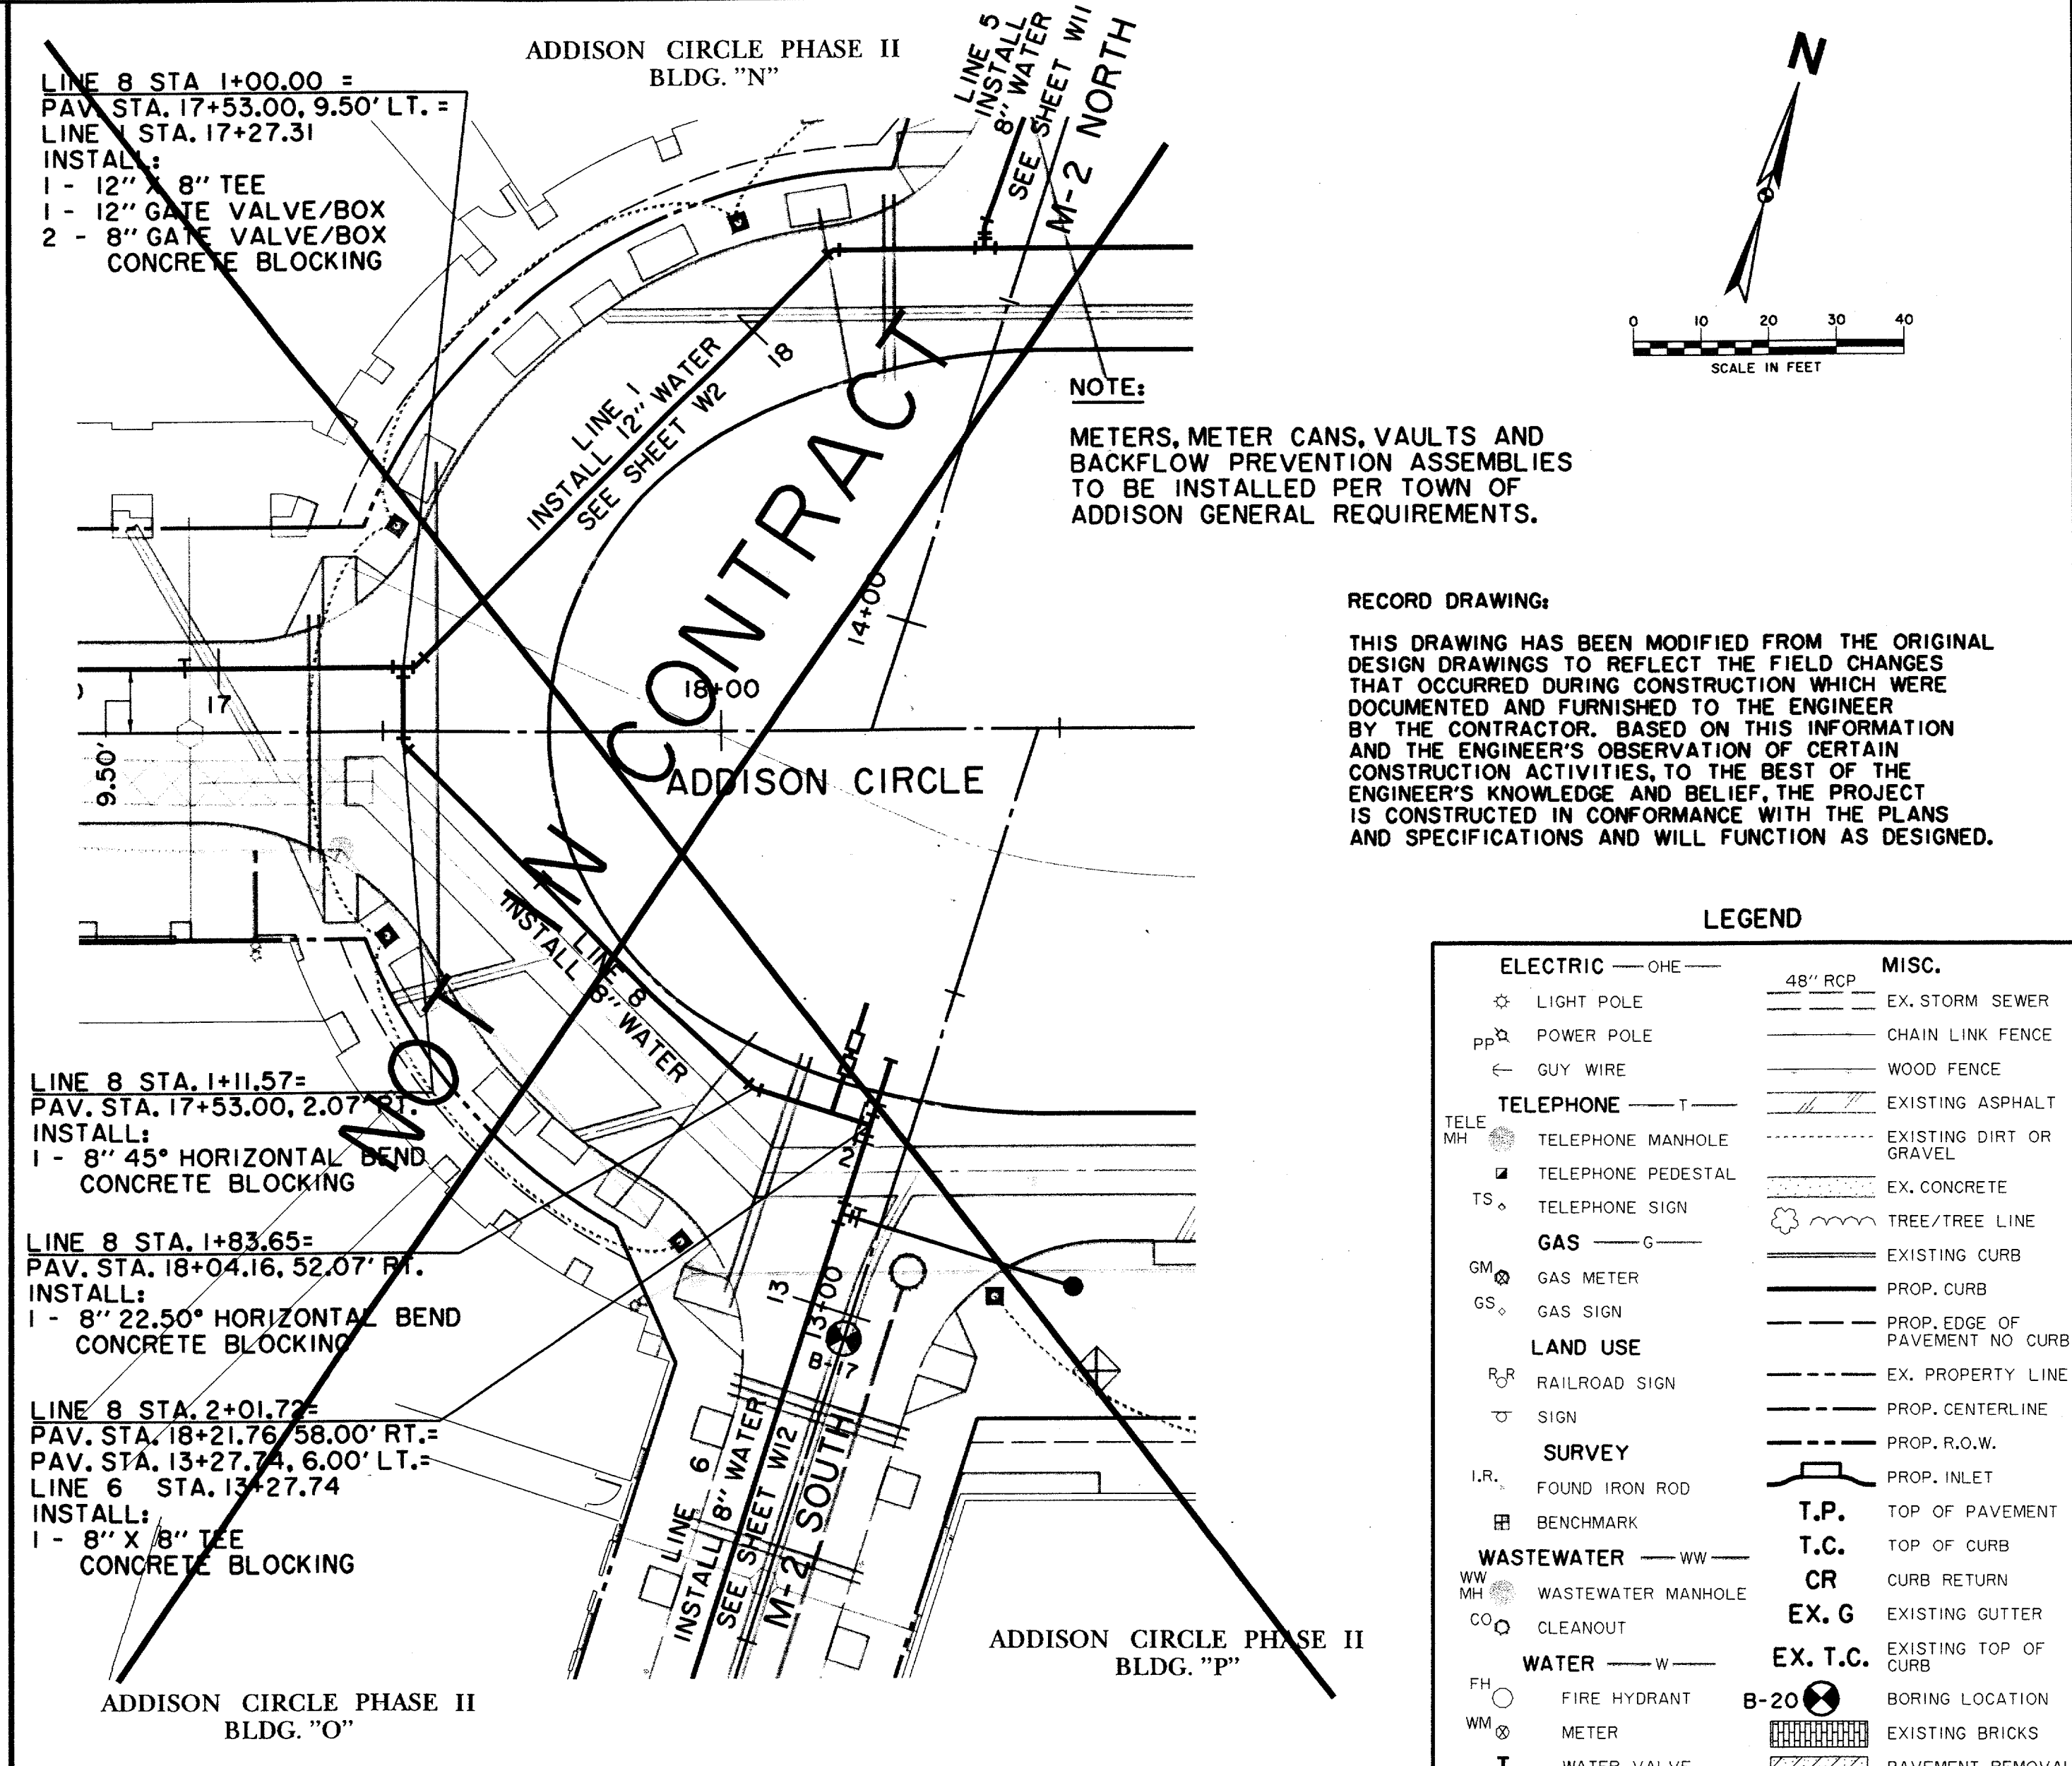 ADDISON CIRCLE PHASE II
BLDG. "N"
LINE 8 STA 1+00.00 =
PAV. STA. 17+53.00, 9.50' LT. =
LINE 1 STA. 17+27.31
INSTALL:
1 - 12" X 8" TEE
1 - 12" GATE VALVE/BOX
2 - 8" GATE VALVE/BOX
CONCRETE BLOCKING
LINE 5
INSTALL
8" WATER
SEE SHEET W11
M-2 NORTH
N
0 10 20 30 40
SCALE IN FEET
LINE 1
INSTALL 12" WATER
SEE SHEET W2
18
NOTE:
METERS, METER CANS, VAULTS AND
BACKFLOW PREVENTION ASSEMBLIES
TO BE INSTALLED PER TOWN OF
ADDISON GENERAL REQUIREMENTS.
RECORD DRAWING:
THIS DRAWING HAS BEEN MODIFIED FROM THE ORIGINAL
DESIGN DRAWINGS TO REFLECT THE FIELD CHANGES
THAT OCCURRED DURING CONSTRUCTION WHICH WERE
DOCUMENTED AND FURNISHED TO THE ENGINEER
BY THE CONTRACTOR. BASED ON THIS INFORMATION
AND THE ENGINEER'S OBSERVATION OF CERTAIN
CONSTRUCTION ACTIVITIES, TO THE BEST OF THE
ENGINEER'S KNOWLEDGE AND BELIEF, THE PROJECT
IS CONSTRUCTED IN CONFORMANCE WITH THE PLANS
AND SPECIFICATIONS AND WILL FUNCTION AS DESIGNED.
NOT IN CONTRACT
14+00
18+00
17
T
9.50'
ADDISON CIRCLE
LINE 8
INSTALL 8" WATER
LINE 8 STA. 1+11.57=
PAV. STA. 17+53.00, 2.07' RT.
INSTALL:
1 - 8" 45° HORIZONTAL BEND
CONCRETE BLOCKING
LINE 8 STA. 1+83.65=
PAV. STA. 18+04.16, 52.07' RT.
INSTALL:
1 - 8" 22.50° HORIZONTAL BEND
CONCRETE BLOCKING
LINE 8 STA. 2+01.72=
PAV. STA. 18+21.76, 58.00' RT.=
PAV. STA. 13+27.74, 6.00' LT.=
LINE 6 STA. 13+27.74
INSTALL:
1 - 8" X 8" TEE
CONCRETE BLOCKING
2
13
13+00
B-17
LINE 6
INSTALL 8" WATER
SEE SHEET W12
M-2 SOUTH
ADDISON CIRCLE PHASE II
BLDG. "P"
ADDISON CIRCLE PHASE II
BLDG. "O"
LEGEND
ELECTRIC OHE
LIGHT POLE
PP POWER POLE
GUY WIRE
TELEPHONE T
TELE
MH TELEPHONE MANHOLE
TELEPHONE PEDESTAL
TS TELEPHONE SIGN
GAS G
GM GAS METER
GS GAS SIGN
LAND USE
R R RAILROAD SIGN
SIGN
SURVEY
I.R. FOUND IRON ROD
BENCHMARK
WASTEWATER WW
WW
MH WASTEWATER MANHOLE
CO CLEANOUT
WATER W
FH FIRE HYDRANT
WM METER
WATER VALVE
MISC.
48" RCP EX. STORM SEWER
CHAIN LINK FENCE
WOOD FENCE
EXISTING ASPHALT
EXISTING DIRT OR
GRAVEL
EX. CONCRETE
TREE/TREE LINE
EXISTING CURB
PROP. CURB
PROP. EDGE OF
PAVEMENT NO CURB
EX. PROPERTY LINE
PROP. CENTERLINE
PROP. R.O.W.
PROP. INLET
T.P. TOP OF PAVEMENT
T.C. TOP OF CURB
CR CURB RETURN
EX. G EXISTING GUTTER
EX. T.C. EXISTING TOP OF
CURB
B-20 BORING LOCATION
EXISTING BRICKS
PAVEMENT REMOVAL